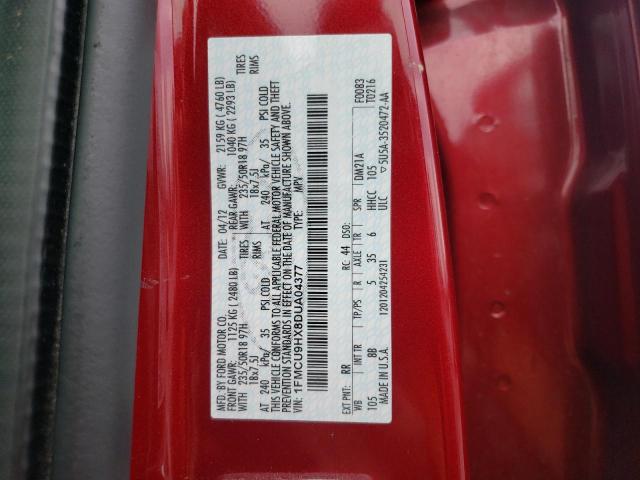 MFD. BY FORD MOTOR CO. DATE: 04/12 GVWR: 2159 KG ( 4760 LB)
FRONT GAWR: 1125 KG ( 2480 LB) REAR GAWR: 1040 KG ( 2293 LB)
WITH 235/50R18 97H TIRES WITH 235/50R18 97H TIRES
18x7.5J RIMS 18x7.5J RIMS
AT 240 kPa/ 35 PSI COLD AT 240 kPa/ 35 PSI COLD
THIS VEHICLE CONFORMS TO ALL APPLICABLE FEDERAL MOTOR VEHICLE SAFETY AND THEFT
PREVENTION STANDARDS IN EFFECT ON THE DATE OF MANUFACTURE SHOWN ABOVE.
VIN: 1FMCU9HX8DUA04377 TYPE: MPV
F0083
T0216
EXT PNT: RR RC: 44 DSO:
WB INT TR TP/PS R AXLE TR SPR DM21A
105 8B 5 35 6 HHCC 105
MADE IN U.S.A. 1201204254231 ULC ▽5U5A-3520472-AA